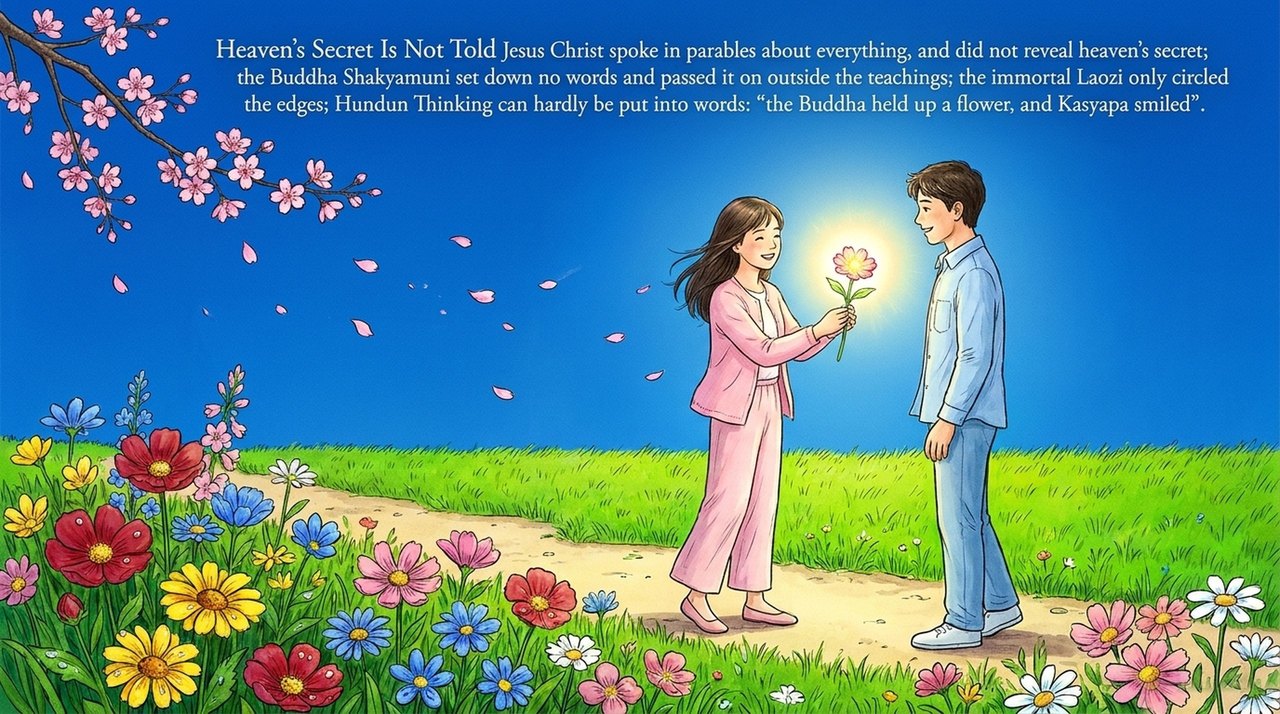 Heaven’s Secret Is Not Told Jesus Christ spoke in parables about everything, and did not reveal heaven’s secret;
the Buddha Shakyamuni set down no words and passed it on outside the teachings; the immortal Laozi only circled
the edges; Hundun Thinking can hardly be put into words: “the Buddha held up a flower, and Kasyapa smiled”.